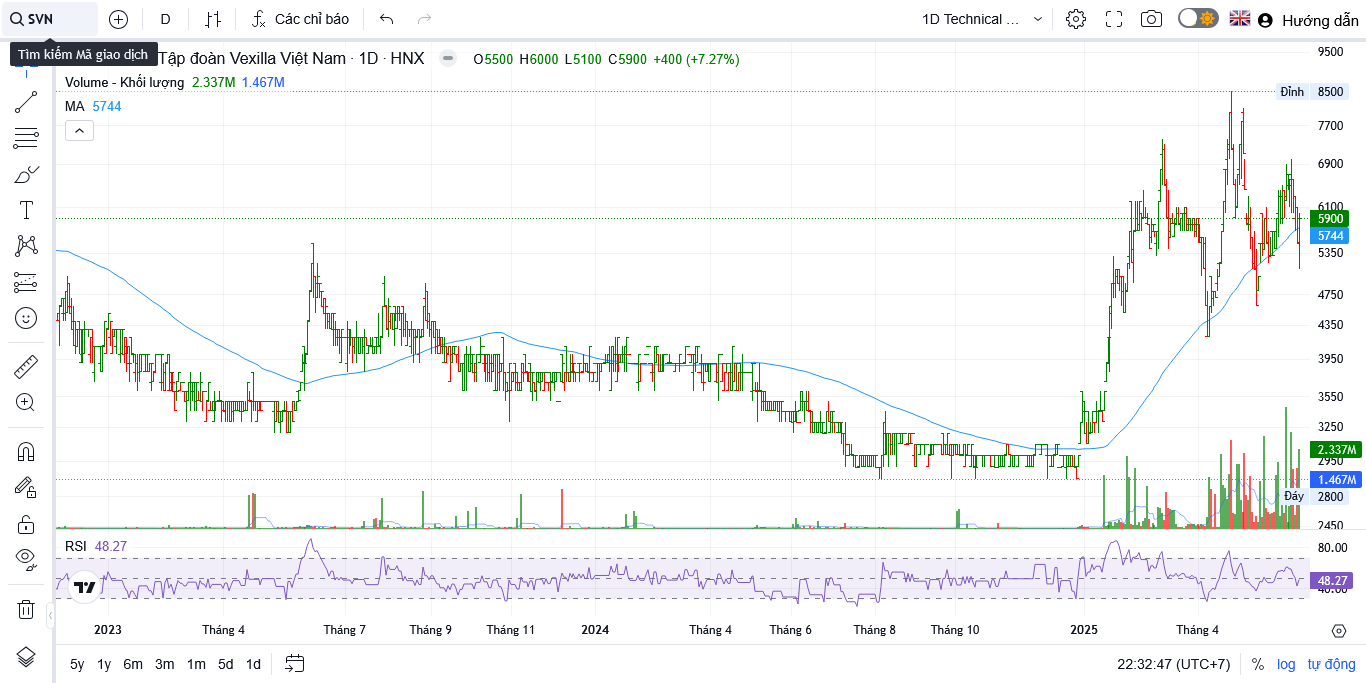 SVN D Các chỉ báo 1D Technical ... Hướng dẫn
Tìm kiếm Mã giao dịch
Tập đoàn Vexilla Việt Nam · 1D · HNX O5500 H6000 L5100 C5900 +400 (+7.27%)
Volume - Khối lượng 2.337M 1.467M
MA 5744
9500
Đỉnh 8500
7700
6900
6100
5900
5744
5350
4750
4350
3950
3550
3250
2.337M
2950
1.467M
Đáy 2800
2450
RSI 48.27
80.00
48.27
40.00
2023 Tháng 4 Tháng 7 Tháng 9 Tháng 11 2024 Tháng 4 Tháng 6 Tháng 8 Tháng 10 2025 Tháng 4
5y 1y 6m 3m 1m 5d 1d 22:32:47 (UTC+7) % log tự động